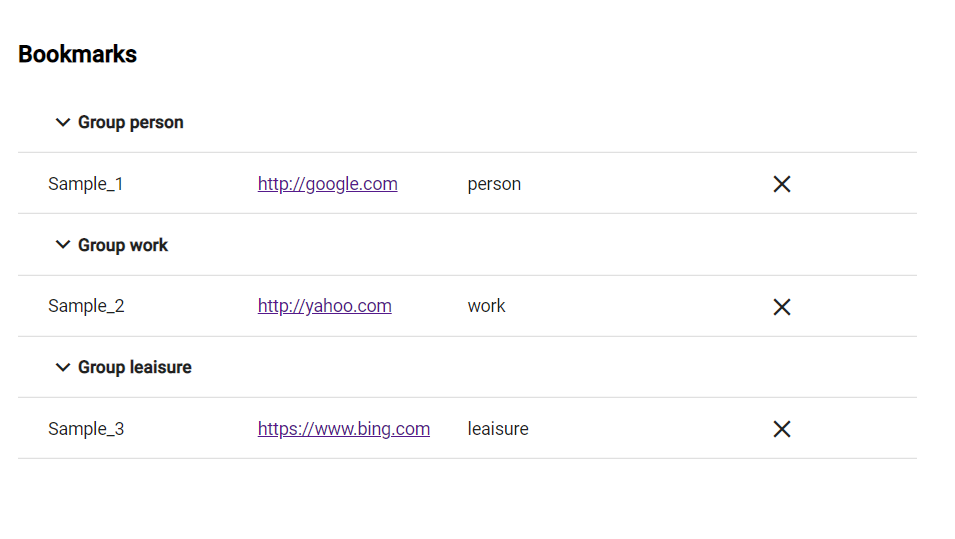 Bookmarks
Group person
Sample_1 http://google.com person
Group work
Sample_2 http://yahoo.com work
Group leaisure
Sample_3 https://www.bing.com leaisure